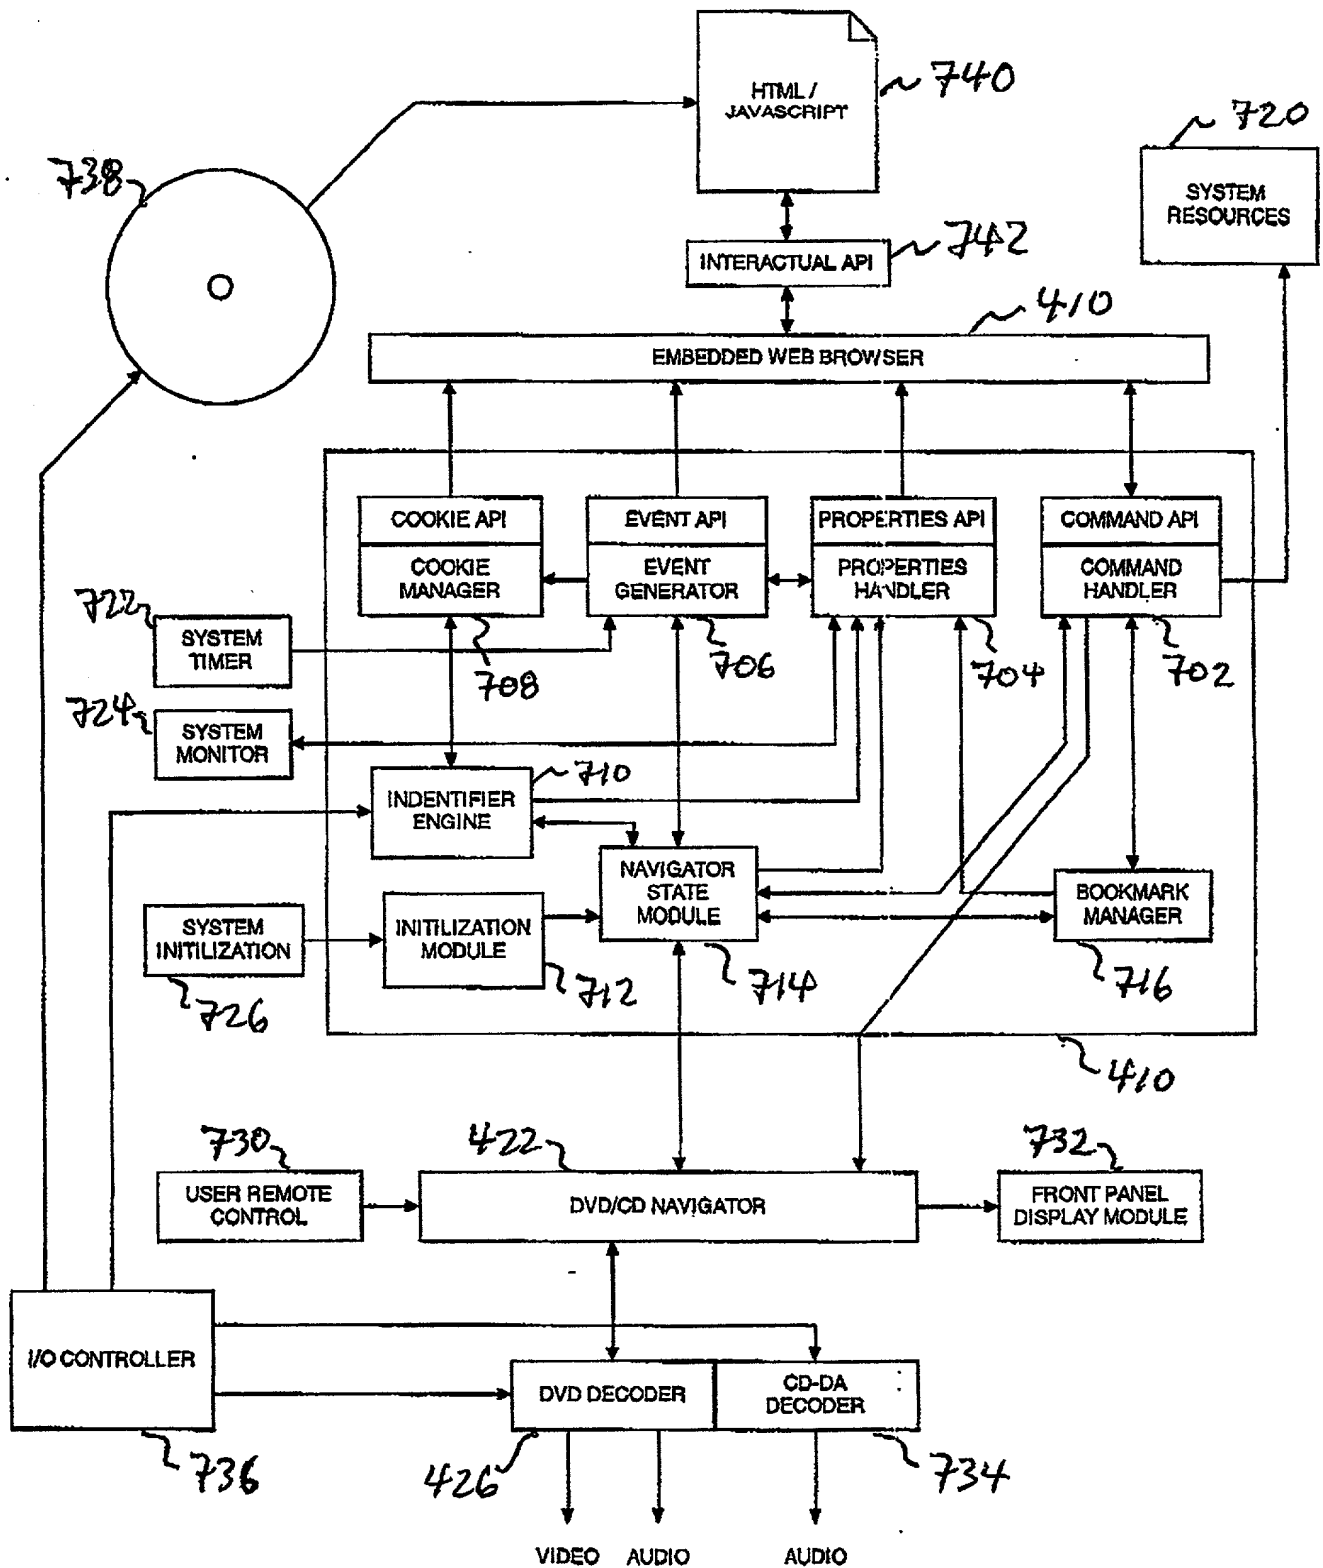 740
HTML /
JAVASCRIPT
720
738
SYSTEM
RESOURCES
742
INTERACTUAL API
410
EMBEDDED WEB BROWSER
COOKIE API
EVENT API
PROPERTIES API
COMMAND API
COOKIE
MANAGER
EVENT
GENERATOR
PROPERTIES
HANDLER
COMMAND
HANDLER
722
SYSTEM
TIMER
708
706
704
702
724
SYSTEM
MONITOR
710
INDENTIFIER
ENGINE
NAVIGATOR
STATE
MODULE
BOOKMARK
MANAGER
SYSTEM
INITILIZATION
INITILIZATION
MODULE
726
712
714
716
410
730
422
732
USER REMOTE
CONTROL
DVD/CD NAVIGATOR
FRONT PANEL
DISPLAY MODULE
I/O CONTROLLER
DVD DECODER
CD-DA
DECODER
736
426
734
VIDEO
AUDIO
AUDIO